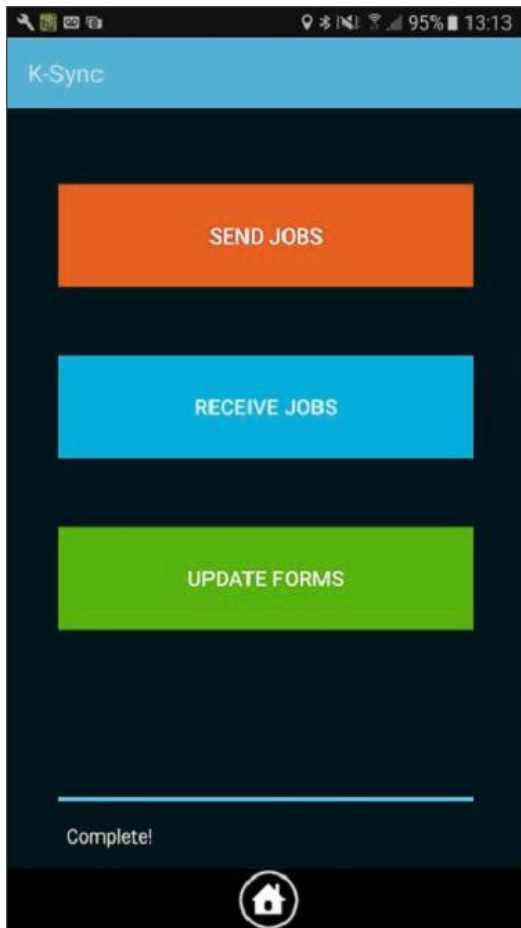 95% 13:13
K-Sync
SEND JOBS
RECEIVE JOBS
UPDATE FORMS
Complete!